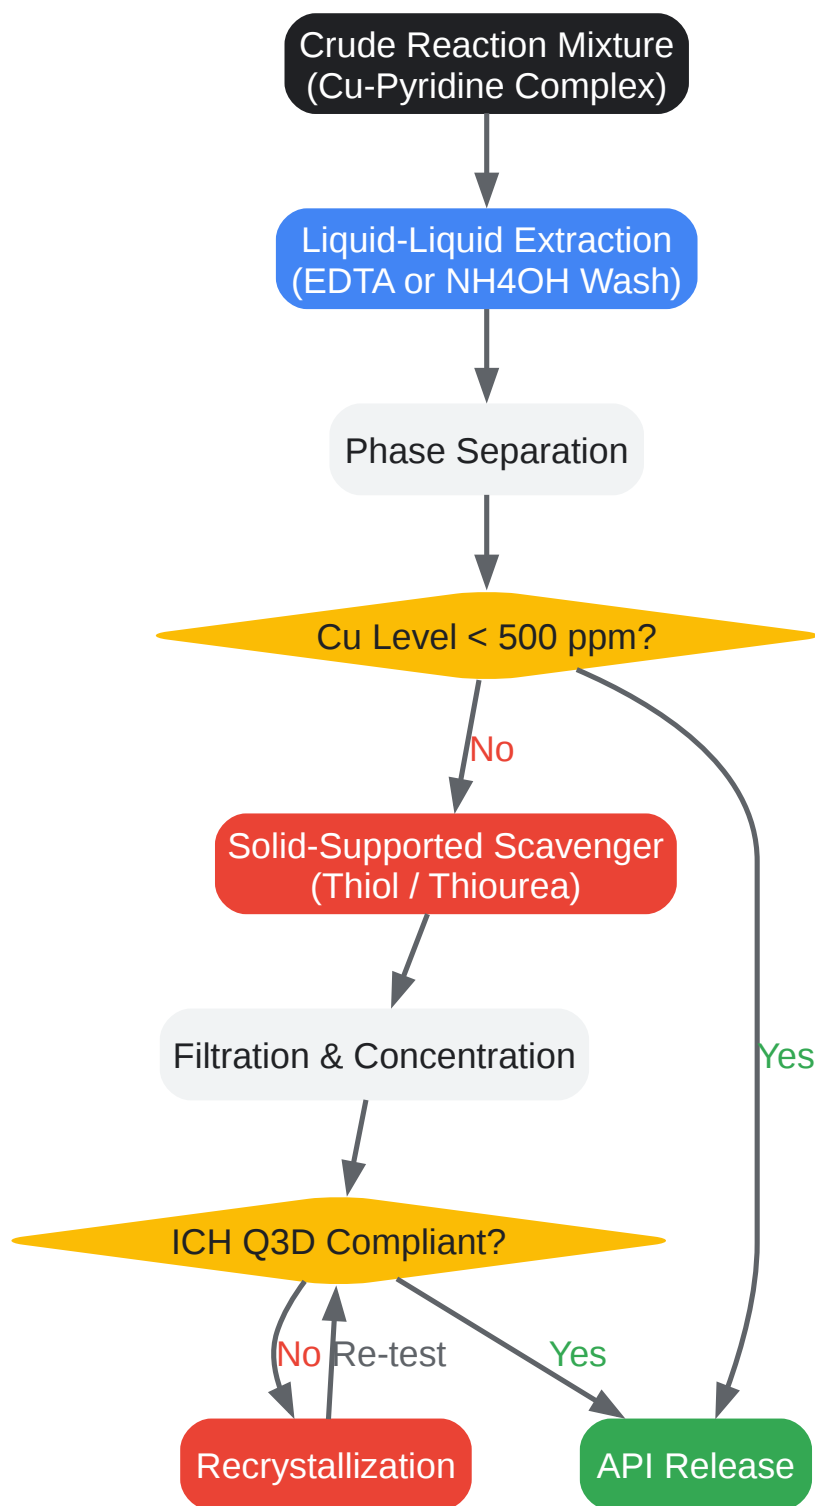 Crude Reaction Mixture
(Cu-Pyridine Complex)
Liquid-Liquid Extraction
(EDTA or NH4OH Wash)
Phase Separation
Cu Level < 500 ppm?
No
Solid-Supported Scavenger
(Thiol / Thiourea)
Filtration & Concentration
Yes
ICH Q3D Compliant?
No
Re-test
Yes
Recrystallization
API Release